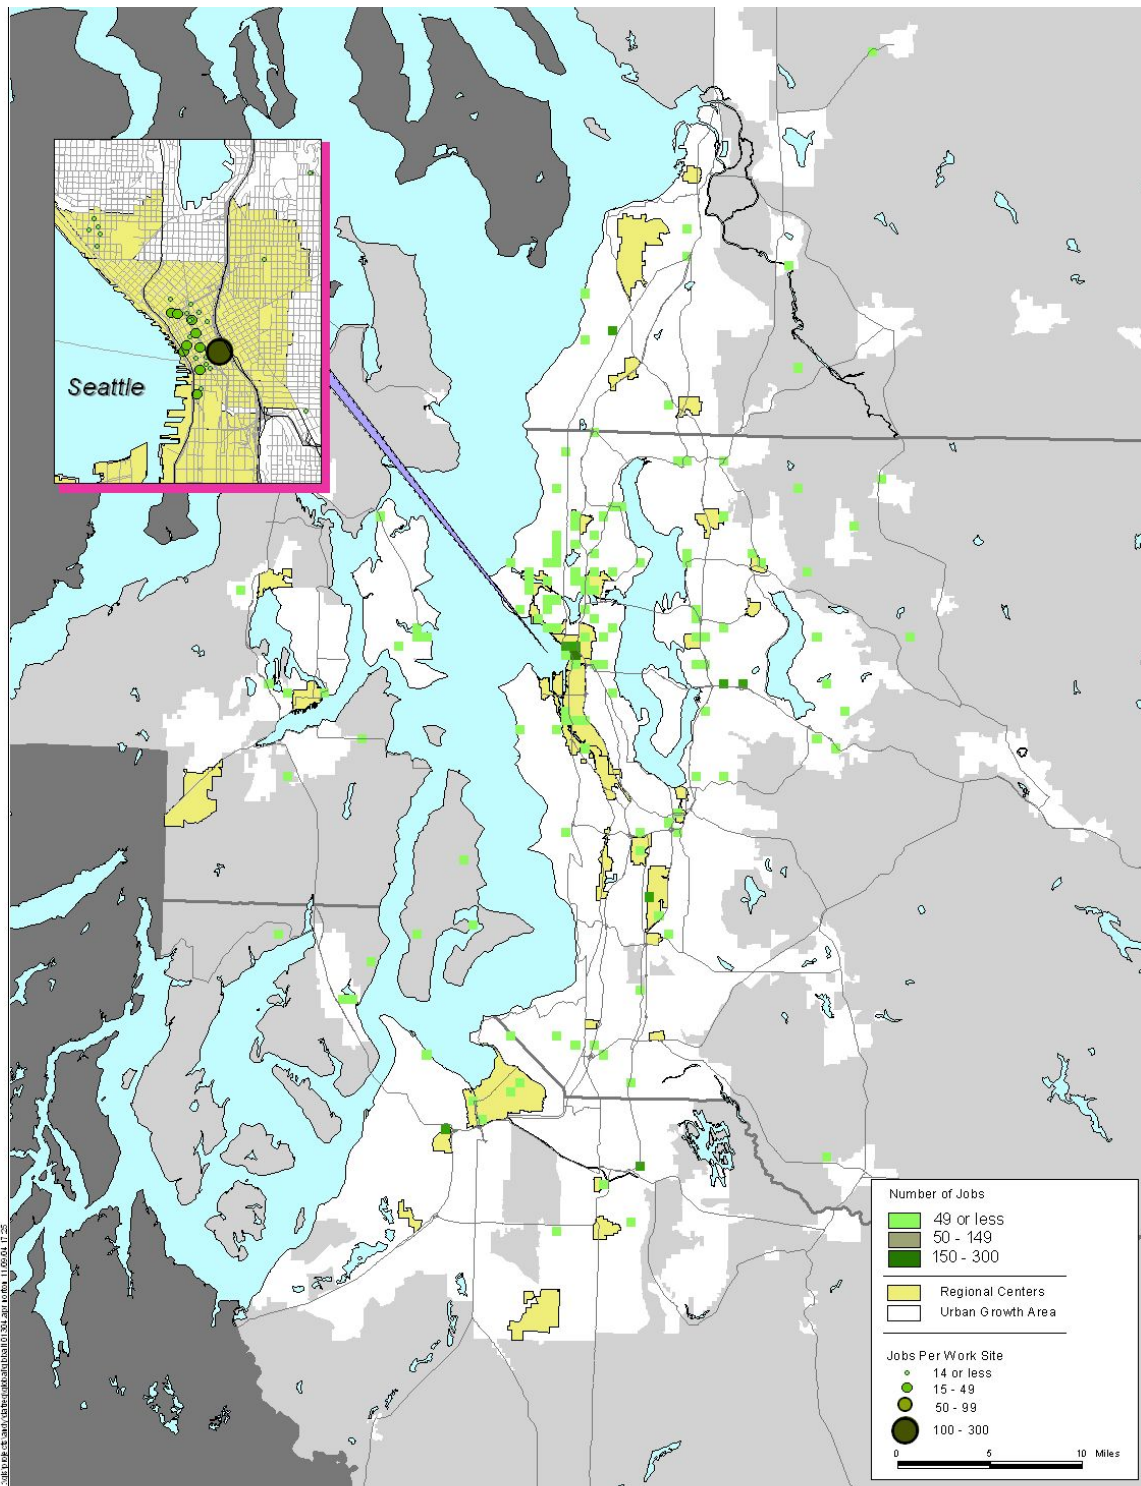 Seattle
Number of Jobs
49 or less
50 - 149
150 - 300
Regional Centers
Urban Growth Area
Jobs Per Work Site
14 or less
15 - 49
50 - 99
100 - 300
0 5 10 Miles